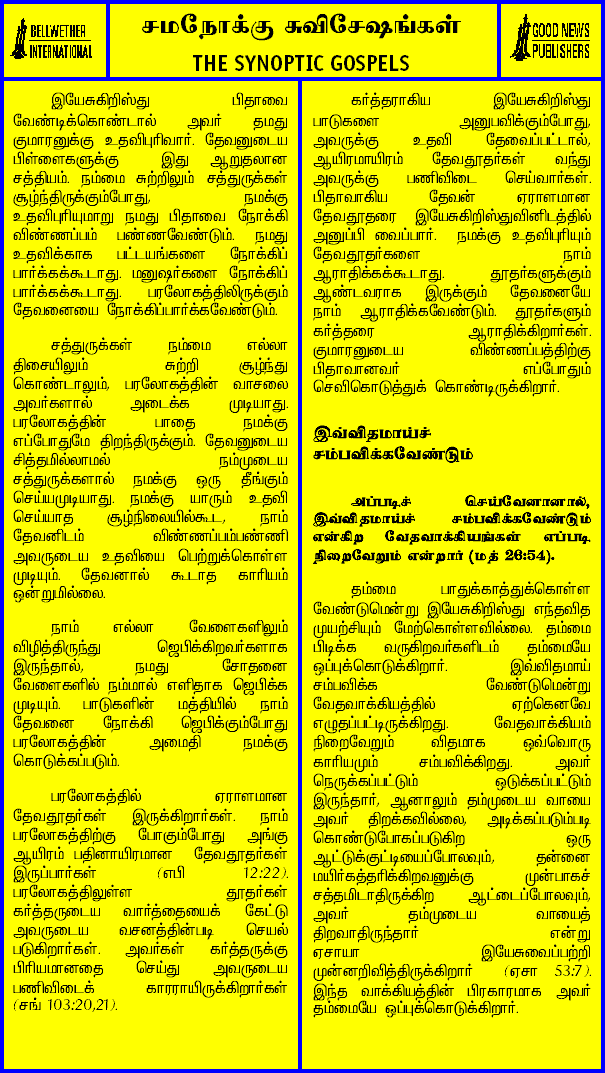 BELLWETHER
INTERNATIONAL
சமநோக்கு சுவிசேஷங்கள்
THE SYNOPTIC GOSPELS
GOOD NEWS
PUBLISHERS
இயேசுகிறிஸ்து பிதாவை
வேண்டிக்கொண்டால் அவர் தமது
குமாரனுக்கு உதவிபுரிவார். தேவனுடைய
பிள்ளைகளுக்கு இது ஆறுதலான
சத்தியம். நம்மை சுற்றிலும் சத்துருக்கள்
சூழ்ந்திருக்கும்போது, நமக்கு
உதவிபுரியுமாறு நமது பிதாவை நோக்கி
விண்ணப்பம் பண்ணவேண்டும். நமது
உதவிக்காக பட்டயங்களை நோக்கிப்
பார்க்கக்கூடாது. மனுஷர்களை நோக்கிப்
பார்க்கக்கூடாது. பரலோகத்திலிருக்கும்
தேவனையை நோக்கிப்பார்க்கவேண்டும்.
சத்துருக்கள் நம்மை எல்லா
திசையிலும் சுற்றி சூழ்ந்து
கொண்டாலும், பரலோகத்தின் வாசலை
அவர்களால் அடைக்க முடியாது.
பரலோகத்தின் பாதை நமக்கு
எப்போதுமே திறந்திருக்கும். தேவனுடைய
சித்தமில்லாமல் நம்முடைய
சத்துருக்களால் நமக்கு ஒரு தீங்கும்
செய்யமுடியாது. நமக்கு யாரும் உதவி
செய்யாத சூழ்நிலையில்கூட, நாம்
தேவனிடம் விண்ணப்பம்பண்ணி
அவருடைய உதவியை பெற்றுக்கொள்ள
முடியும். தேவனால் கூடாத காரியம்
ஒன்றுமில்லை.
நாம் எல்லா வேளைகளிலும்
விழித்திருந்து ஜெபிக்கிறவர்களாக
இருந்தால், நமது சோதனை
வேளைகளில் நம்மால் எளிதாக ஜெபிக்க
முடியும். பாடுகளின் மத்தியில் நாம்
தேவனை நோக்கி ஜெபிக்கும்போது
பரலோகத்தின் அமைதி நமக்கு
கொடுக்கப்படும்.
பரலோகத்தில் ஏராளமான
தேவதூதர்கள் இருக்கிறார்கள். நாம்
பரலோகத்திற்கு போகும்போது அங்கு
ஆயிரம் பதினாயிரமான தேவதூதர்கள்
இருப்பார்கள் (எபி 12:22).
பரலோகத்திலுள்ள தூதர்கள்
கர்த்தருடைய வார்த்தையைக் கேட்டு
அவருடைய வசனத்தின்படி செயல்
படுகிறார்கள். அவர்கள் கர்த்தருக்கு
பிரியமானதை செய்து அவருடைய
பணிவிடைக் காரராயிருக்கிறார்கள்
(சங் 103:20,21).
கர்த்தராகிய இயேசுகிறிஸ்து,
பாடுகளை அனுபவிக்கும்போது,
அவருக்கு உதவி தேவைப்பட்டால்,
ஆயிரமாயிரம் தேவதூதர்கள் வந்து
அவருக்கு பணிவிடை செய்வார்கள்.
பிதாவாகிய தேவன் ஏராளமான
தேவதூதரை இயேசுகிறிஸ்துவினிடத்தில்
அனுப்பி வைப்பார். நமக்கு உதவிபுரியும்
தேவதூதர்களை நாம்
ஆராதிக்கக்கூடாது. தூதர்களுக்கும்
ஆண்டவராக இருக்கும் தேவனையே
நாம் ஆராதிக்கவேண்டும். தூதர்களும்
கர்த்தரை ஆராதிக்கிறார்கள்.
குமாரனுடைய விண்ணப்பத்திற்கு
பிதாவானவர் எப்போதும்
செவிகொடுத்துக் கொண்டிருக்கிறார்.
இவ்விதமாய்ச்
சம்பவிக்கவேண்டும்
அப்படிச் செய்வேனானால்,
இவ்விதமாய்ச் சம்பவிக்கவேண்டும்
என்கிற வேதவாக்கியங்கள் எப்படி
நிறைவேறும் என்றார் (மத் 26:54).
தம்மை பாதுக்காத்துக்கொள்ள
வேண்டுமென்று இயேசுகிறிஸ்து எந்தவித
முயற்சியும் மேற்கொள்ளவில்லை. தம்மை
பிடிக்க வருகிறவர்களிடம் தம்மையே
ஒப்புக்கொடுக்கிறார். இவ்விதமாய்
சம்பவிக்க வேண்டுமென்று
வேதவாக்கியத்தில் ஏற்கெனவே
எழுதப்பட்டிருக்கிறது. வேதவாக்கியம்
நிறைவேறும் விதமாக ஒவ்வொரு
காரியமும் சம்பவிக்கிறது. அவர்
நெருக்கப்பட்டும் ஒடுக்கப்பட்டும்
இருந்தார், ஆனாலும் தம்முடைய வாயை
அவர் திறக்கவில்லை, அடிக்கப்படும்படி
கொண்டுபோகப்படுகிற ஒரு
ஆட்டுக்குட்டியைப்போலவும், தன்னை
மயிர்கத்தரிக்கிறவனுக்கு முன்பாகச்
சத்தமிடாதிருக்கிற ஆட்டைப்போலவும்,
அவர் தம்முடைய வாயைத்
திறவாதிருந்தார் என்று
ஏசாயா இயேசுவைப்பற்றி
முன்னறிவித்திருக்கிறார் (ஏசா 53:7).
இந்த வாக்கியத்தின் பிரகாரமாக அவர்
தம்மையே ஒப்புக்கொடுக்கிறார்.